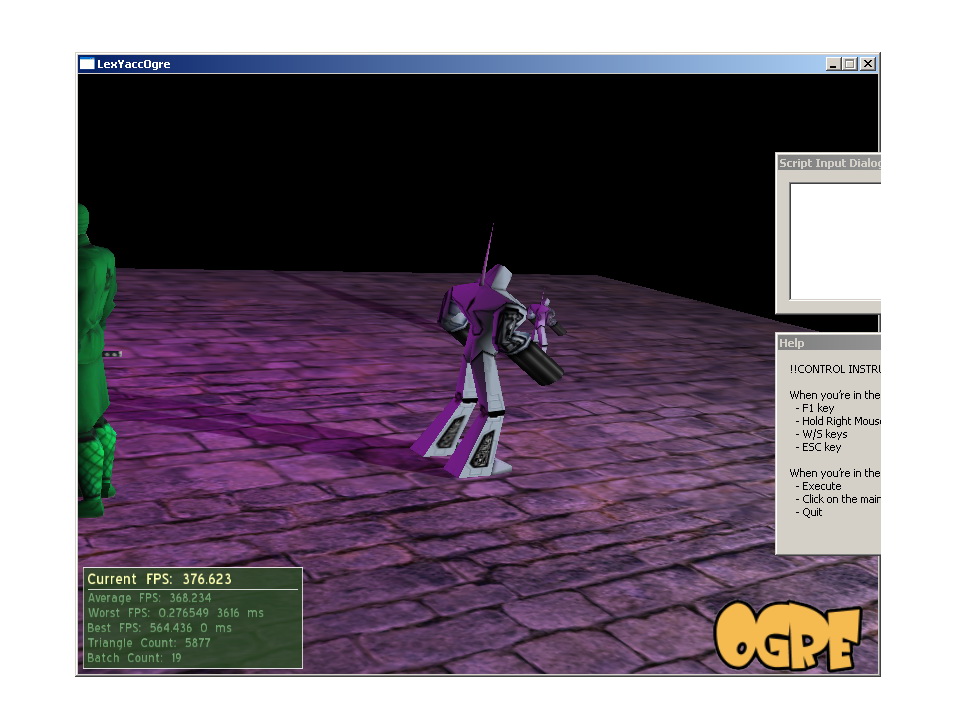 LexYaccOgre
Script Input Dialog
Help
!!CONTROL INSTRU
When you're in the
- F1 key
- Hold Right Mouse
- W/S keys
- ESC key
When you're in the
- Execute
- Click on the main
- Quit
Current FPS: 376.623
Average FPS: 368.234
Worst FPS: 0.276549 3616 ms
Best FPS: 564.436 0 ms
Triangle Count: 5877
Batch Count: 19
OGRE